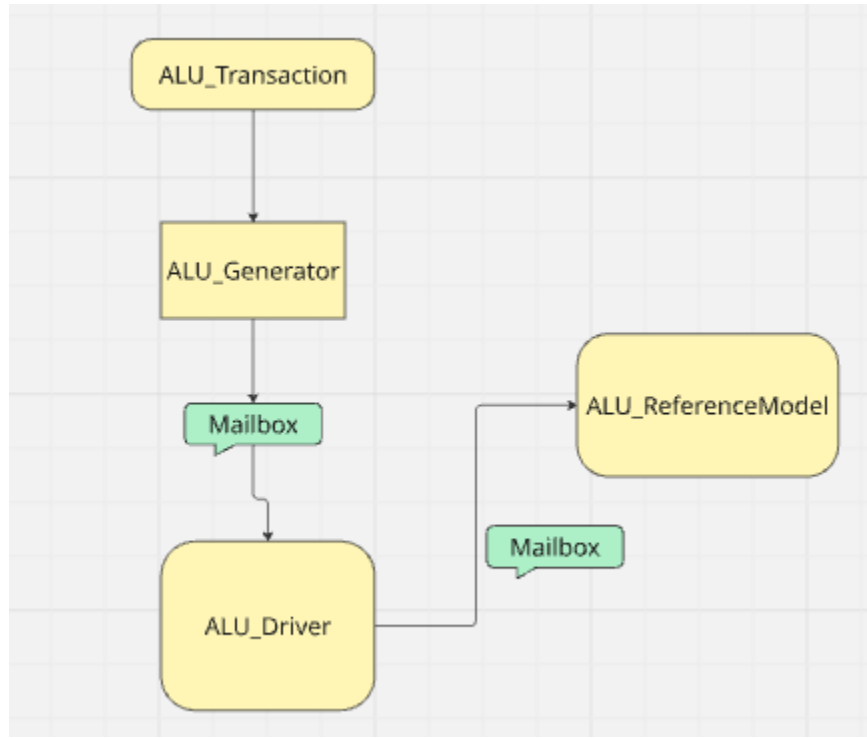 ALU_Transaction
ALU_Generator
Mailbox
ALU_ReferenceModel
Mailbox
ALU_Driver